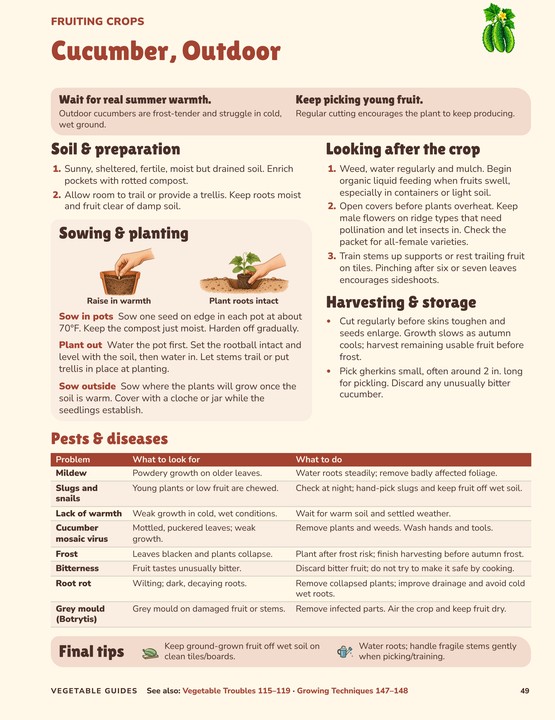 FRUITING CROPS
Cucumber, Outdoor
Wait for real summer warmth.
Outdoor cucumbers are frost-tender and struggle in cold,
wet ground.
Keep picking young fruit.
Regular cutting encourages the plant to keep producing.
Soil & preparation
1. Sunny, sheltered, fertile, moist but drained soil. Enrich
pockets with rotted compost.
2. Allow room to trail or provide a trellis. Keep roots moist
and fruit clear of damp soil.
Sowing & planting
Raise in warmth
Plant roots intact
Sow in pots Sow one seed on edge in each pot at about
70°F. Keep the compost just moist. Harden off gradually.
Plant out Water the pot first. Set the rootball intact and
level with the soil, then water in. Let stems trail or put
trellis in place at planting.
Sow outside Sow where the plants will grow once the
soil is warm. Cover with a cloche or jar while the
seedlings establish.
Looking after the crop
1. Weed, water regularly and mulch. Begin
organic liquid feeding when fruits swell,
especially in containers or light soil.
2. Open covers before plants overheat. Keep
male flowers on ridge types that need
pollination and let insects in. Check the
packet for all-female varieties.
3. Train stems up supports or rest trailing fruit
on tiles. Pinching after six or seven leaves
encourages sideshoots.
Harvesting & storage
• Cut regularly before skins toughen and
seeds enlarge. Growth slows as autumn
cools; harvest remaining usable fruit before
frost.
• Pick gherkins small, often around 2 in. long
for pickling. Discard any unusually bitter
cucumber.
Pests & diseases
Problem What to look for What to do
Mildew Powdery growth on older leaves. Water roots steadily; remove badly affected foliage.
Slugs and Young plants or low fruit are chewed. Check at night; hand-pick slugs and keep fruit off wet soil.
snails
Lack of warmth Weak growth in cold, wet conditions. Wait for warm soil and settled weather.
Cucumber Mottled, puckered leaves; weak Remove plants and weeds. Wash hands and tools.
mosaic virus growth.
Frost Leaves blacken and plants collapse. Plant after frost risk; finish harvesting before autumn frost.
Bitterness Fruit tastes unusually bitter. Discard bitter fruit; do not try to make it safe by cooking.
Root rot Wilting; dark, decaying roots. Remove collapsed plants; improve drainage and avoid cold
wet roots.
Grey mould Grey mould on damaged fruit or stems. Remove infected parts. Air the crop and keep fruit dry.
(Botrytis)
Final tips
Keep ground-grown fruit off wet soil on
clean tiles/boards.
Water roots; handle fragile stems gently
when picking/training.
VEGETABLE GUIDES See also: Vegetable Troubles 115–119 · Growing Techniques 147–148 49